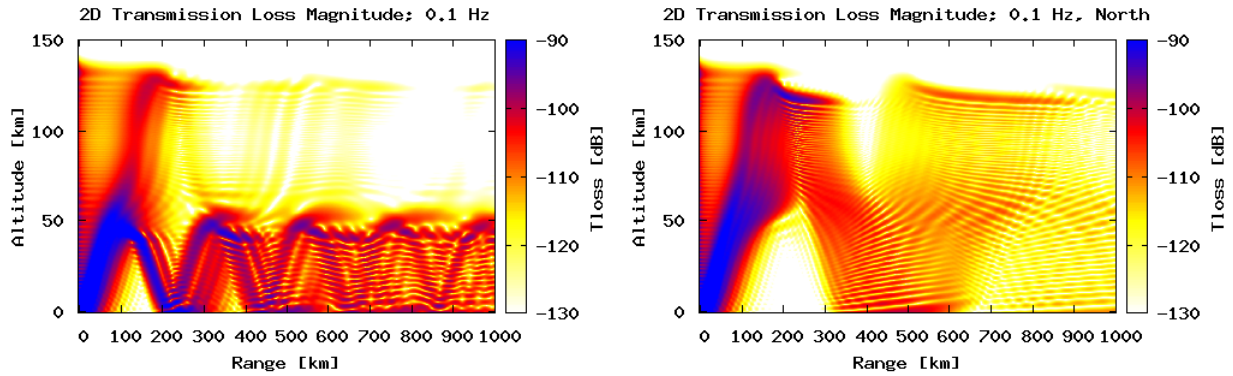 2D Transmission Loss Magnitude; 0.1 Hz
150
100
50
0
Altitude [km]
0 100 200 300 400 500 600 700 800 900 1000
Range [km]
-90
-100
-110
-120
-130
Tloss [dB]
2D Transmission Loss Magnitude; 0.1 Hz, North
150
100
50
0
Altitude [km]
0 100 200 300 400 500 600 700 800 900 1000
Range [km]
-90
-100
-110
-120
-130
Tloss [dB]